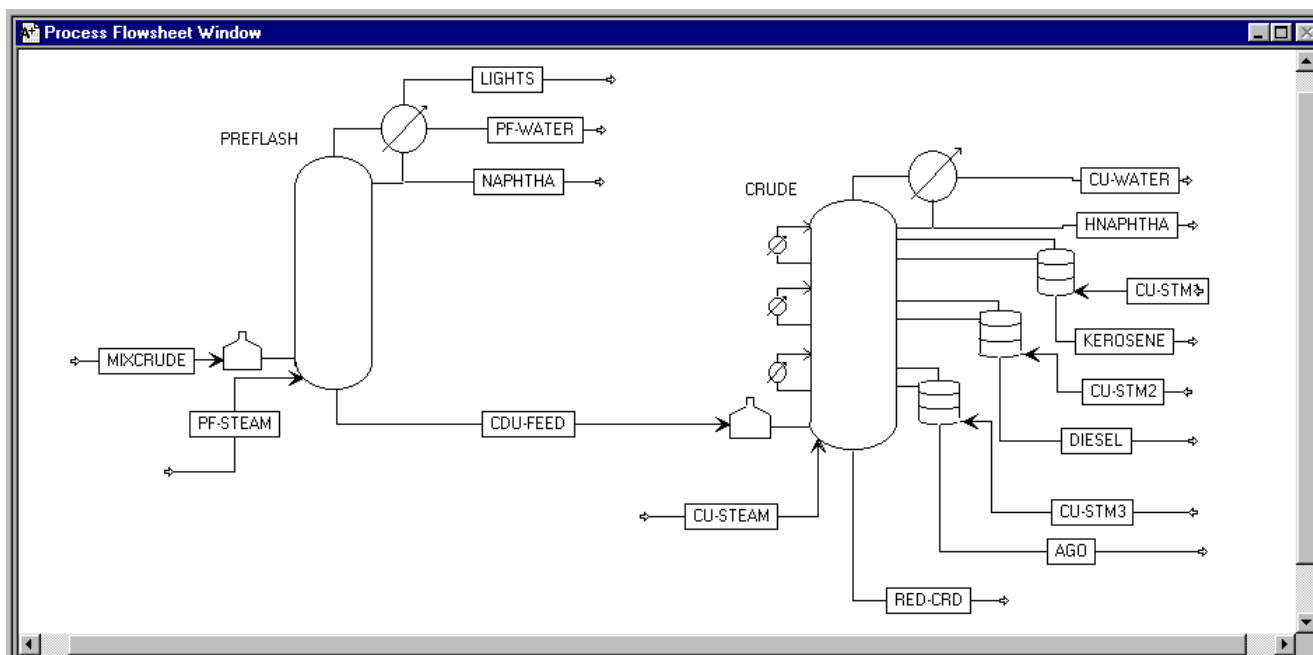 Process Flowsheet Window
LIGHTS
PREFLASH
PF-WATER
NAPHTHA
CRUDE
CU-WATER
HNAPHTHA
CU-STM
KEROSENE
MIXCRUDE
CU-STM2
PF-STEAM
CDU-FEED
DIESEL
CU-STEAM
CU-STM3
AGO
RED-CRD